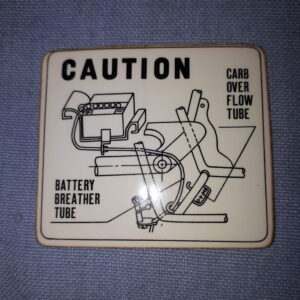 CAUTION
CARB
OVER
FLOW
TUBE
BATTERY
BREATHER
TUBE